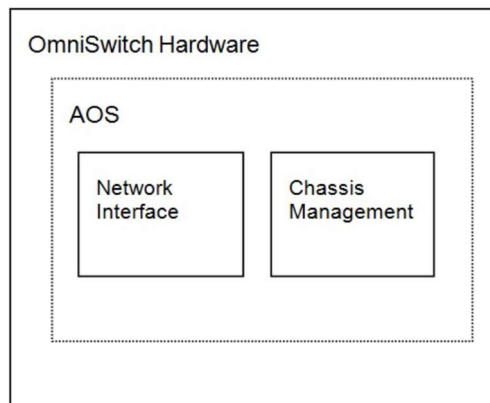 OmniSwitch Hardware
AOS
Network
Interface
Chassis
Management